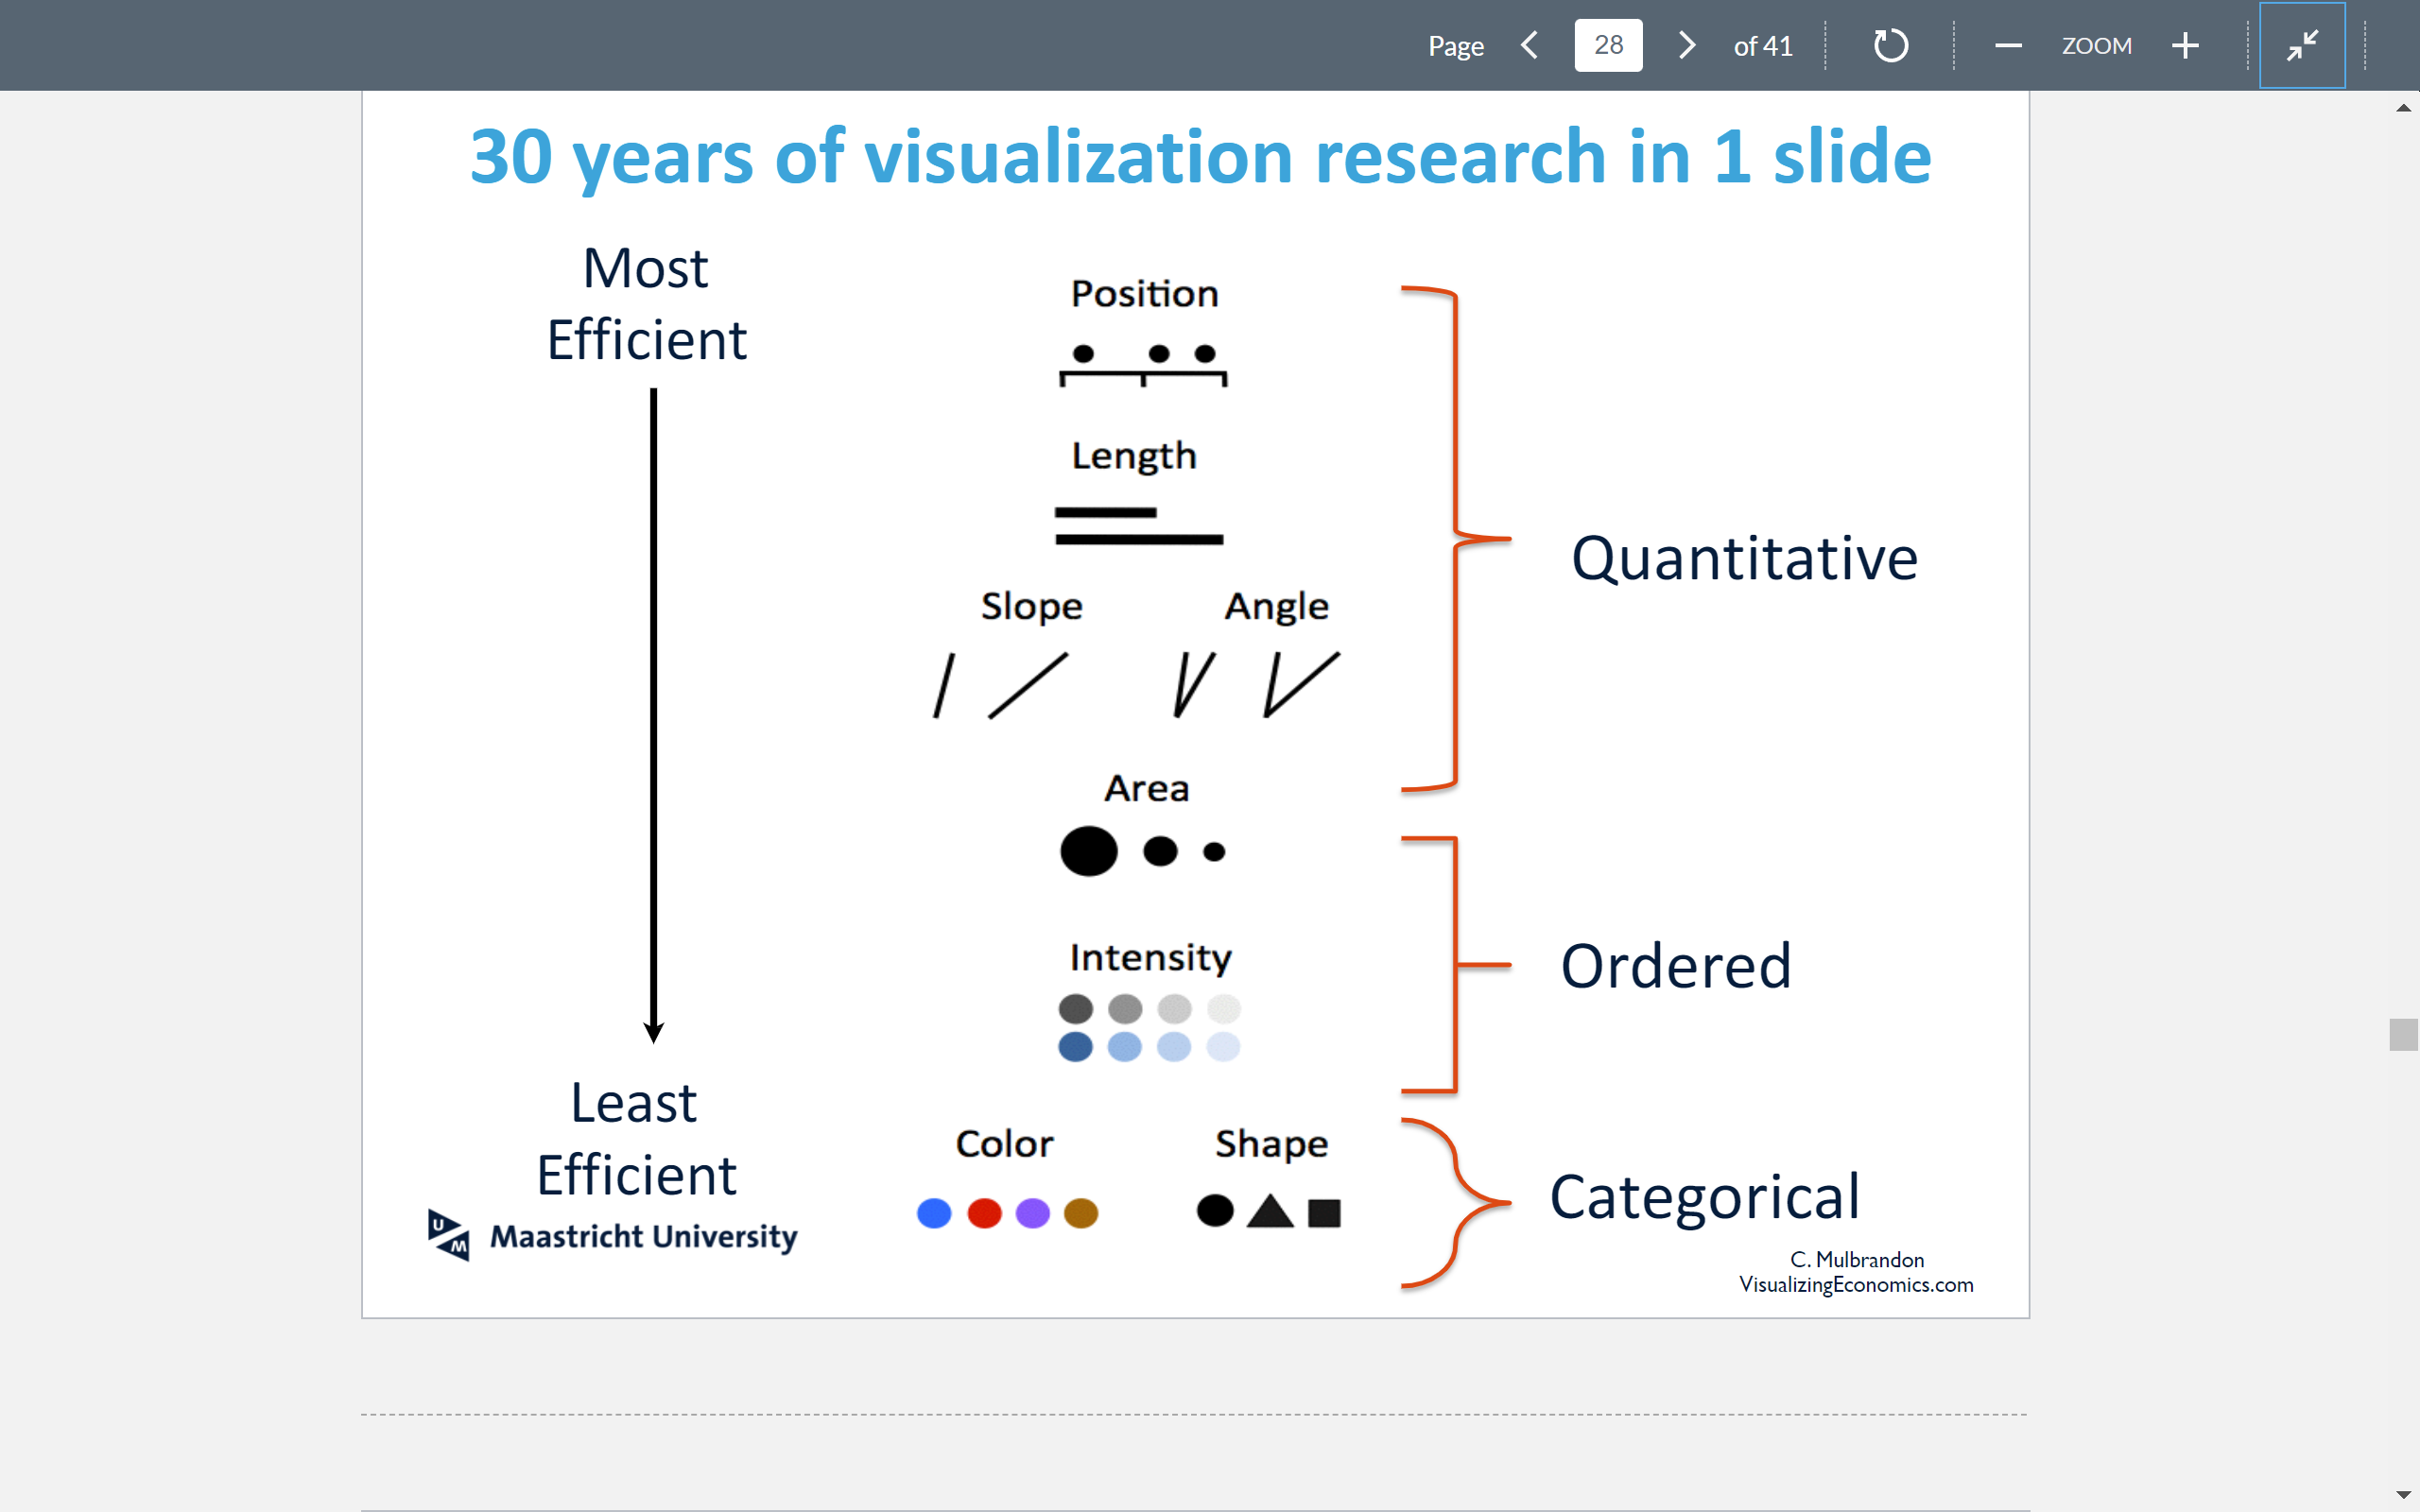 Page 28 of 41 ZOOM
30 years of visualization research in 1 slide
Most
Efficient
Position
Length
Slope Angle
Quantitative
Area
Intensity
Ordered
Least
Efficient
Color Shape
Categorical
UM Maastricht University
C. Mulbrandon
VisualizingEconomics.com